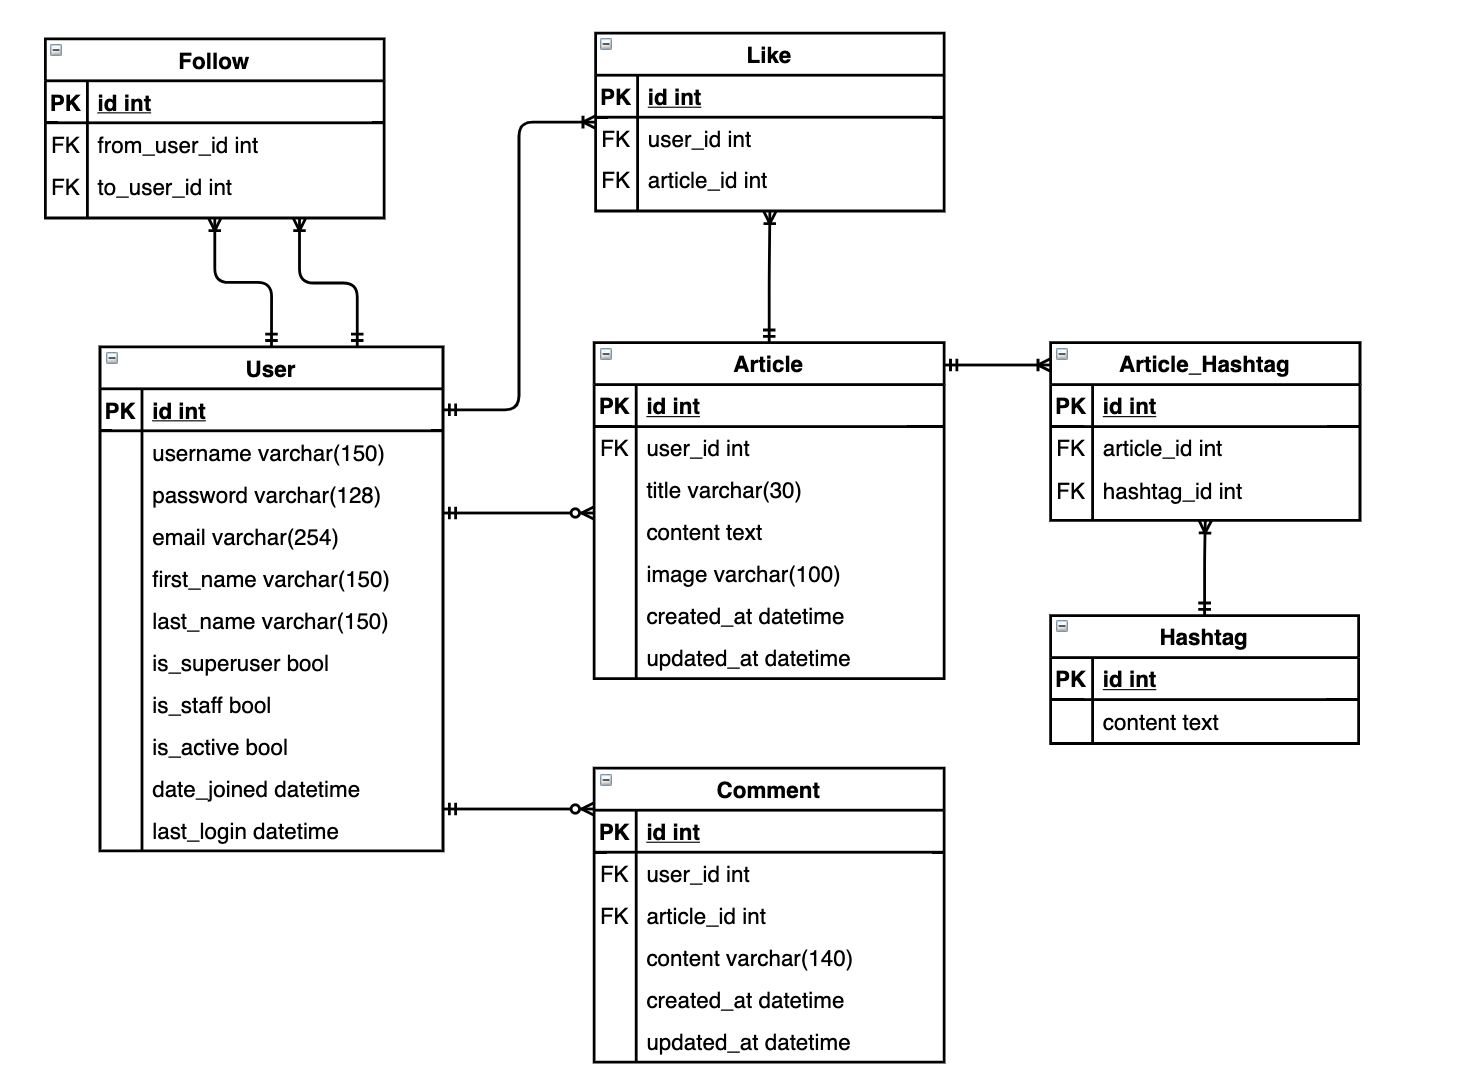 Follow
PK id int
FK from_user_id int
FK to_user_id int
Like
PK id int
FK user_id int
FK article_id int
User
PK id int
username varchar(150)
password varchar(128)
email varchar(254)
first_name varchar(150)
last_name varchar(150)
is_superuser bool
is_staff bool
is_active bool
date_joined datetime
last_login datetime
Article
PK id int
FK user_id int
title varchar(30)
content text
image varchar(100)
created_at datetime
updated_at datetime
Article_Hashtag
PK id int
FK article_id int
FK hashtag_id int
Hashtag
PK id int
content text
Comment
PK id int
FK user_id int
FK article_id int
content varchar(140)
created_at datetime
updated_at datetime